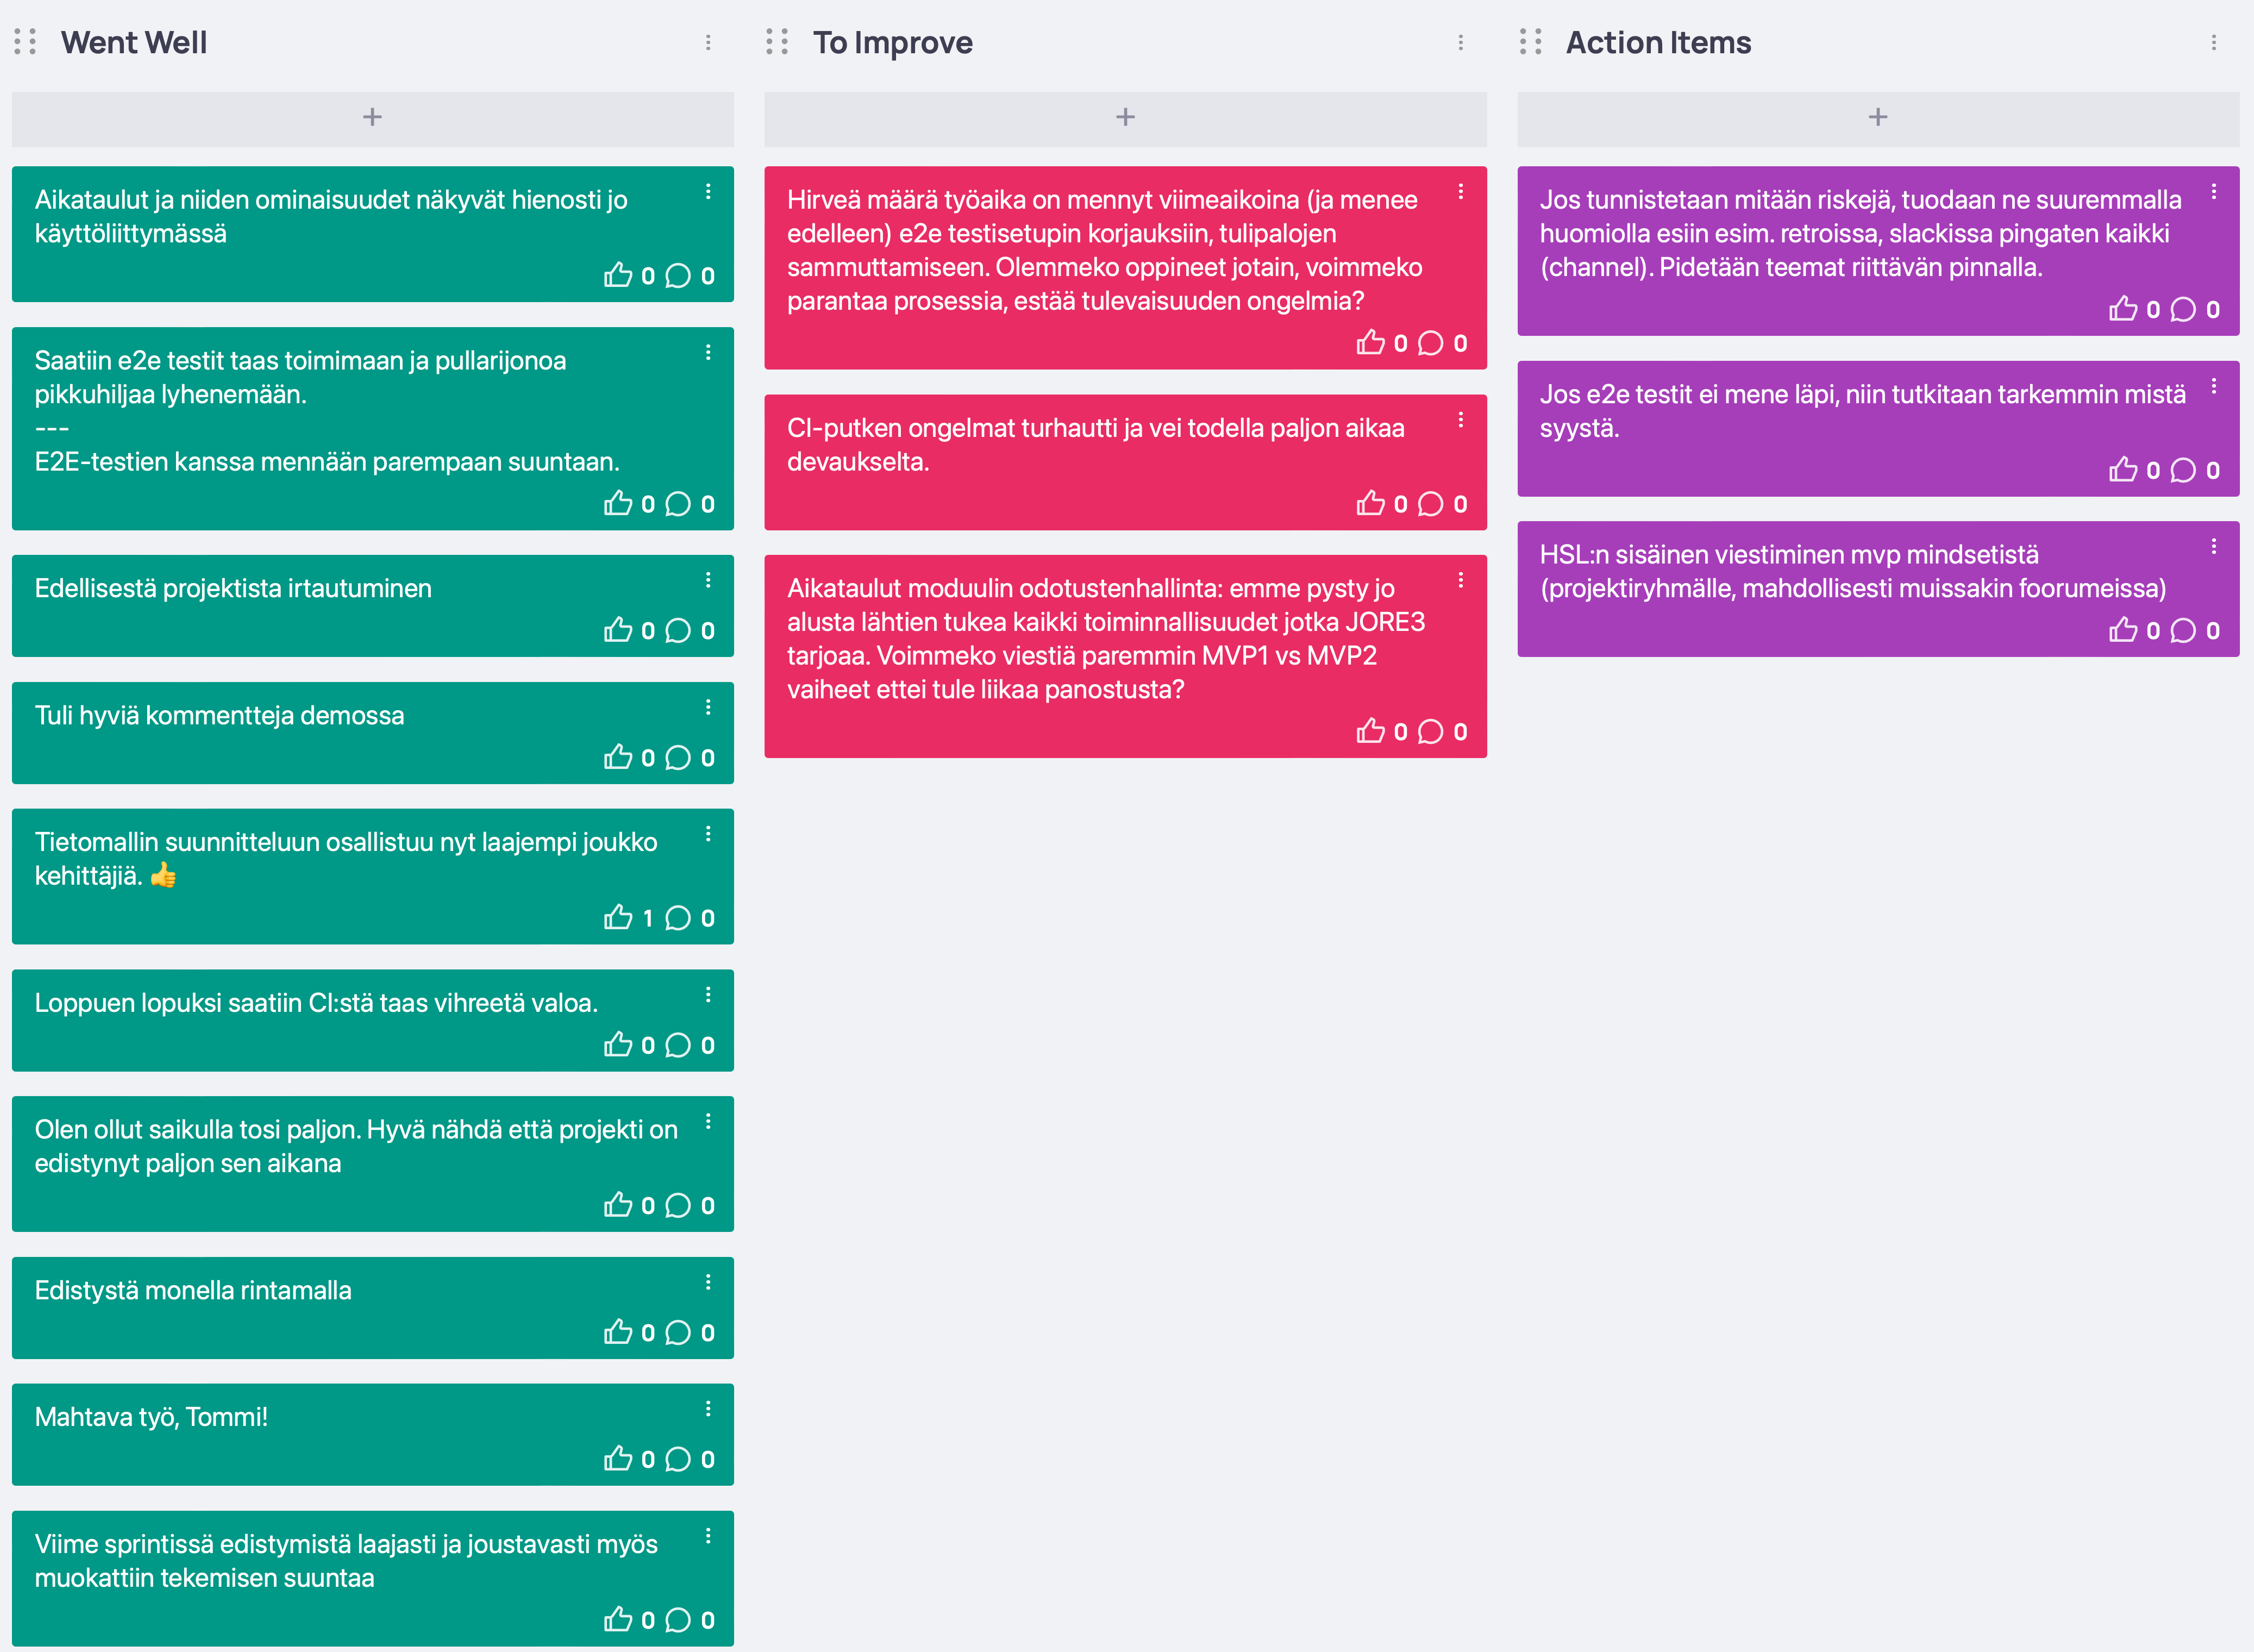 Went Well
+
Aikataulut ja niiden ominaisuudet näkyvät hienosti jo
käyttöliittymässä
0 0
Saatiin e2e testit taas toimimaan ja pullarijonoa
pikkuhiljaa lyhenemään.
---
E2E-testien kanssa mennään parempaan suuntaan.
0 0
Edellisestä projektista irtautuminen
0 0
Tuli hyviä kommentteja demossa
0 0
Tietomallin suunnitteluun osallistuu nyt laajempi joukko
kehittäjiä. 👍
1 0
Loppuen lopuksi saatiin CI:stä taas vihreetä valoa.
0 0
Olen ollut saikulla tosi paljon. Hyvä nähdä että projekti on
edistynyt paljon sen aikana
0 0
Edistystä monella rintamalla
0 0
Mahtava työ, Tommi!
0 0
Viime sprintissä edistymistä laajasti ja joustavasti myös
muokattiin tekemisen suuntaa
0 0
To Improve
+
Hirveä määrä työaika on mennyt viimeaikoina (ja menee
edelleen) e2e testisetupin korjauksiin, tulipalojen
sammuttamiseen. Olemmeko oppineet jotain, voimmeko
parantaa prosessia, estää tulevaisuuden ongelmia?
0 0
CI-putken ongelmat turhautti ja vei todella paljon aikaa
devaukselta.
0 0
Aikataulut moduulin odotustenhallinta: emme pysty jo
alusta lähtien tukea kaikki toiminnallisuudet jotka JORE3
tarjoaa. Voimmeko viestiä paremmin MVP1 vs MVP2
vaiheet ettei tule liikaa panostusta?
0 0
Action Items
+
Jos tunnistetaan mitään riskejä, tuodaan ne suuremmalla
huomiolla esiin esim. retroissa, slackissa pingaten kaikki
(channel). Pidetään teemat riittävän pinnalla.
0 0
Jos e2e testit ei mene läpi, niin tutkitaan tarkemmin mistä
syystä.
0 0
HSL:n sisäinen viestiminen mvp mindsetistä
(projektiryhmälle, mahdollisesti muissakin foorumeissa)
0 0